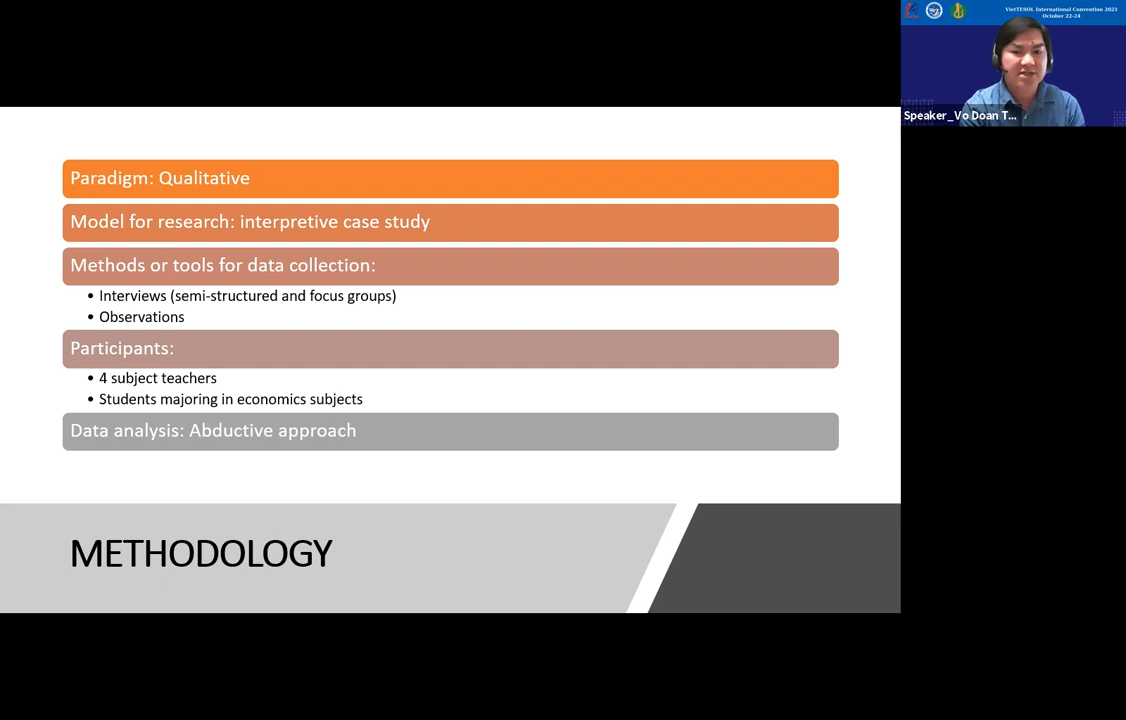 Paradigm: Qualitative
Model for research: interpretive case study
Methods or tools for data collection:
• Interviews (semi-structured and focus groups)
• Observations
Participants:
• 4 subject teachers
• Students majoring in economics subjects
Data analysis: Abductive approach
METHODOLOGY
VietTESOL International Convention 2021
October 22-24
Speaker_Vo Doan T...